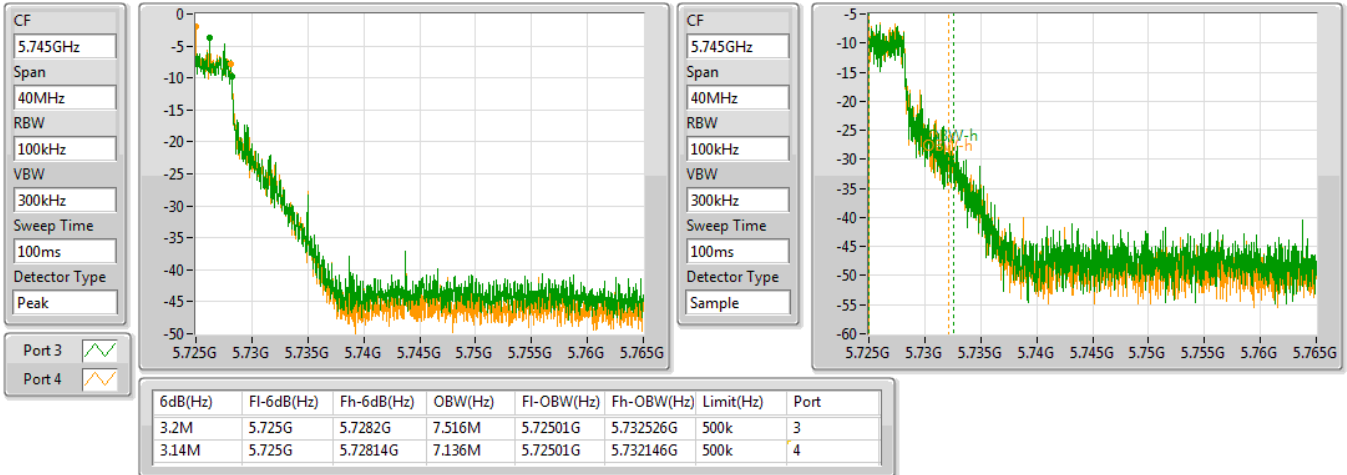 CF
5.745GHz
Span
40MHz
RBW
100kHz
VBW
300kHz
Sweep Time
100ms
Detector Type
Peak
0
-5
-10
-15
-20
-25
-30
-35
-40
-45
-50
5.725G 5.73G 5.735G 5.74G 5.745G 5.75G 5.755G 5.76G 5.765G
CF
5.745GHz
Span
40MHz
RBW
100kHz
VBW
300kHz
Sweep Time
100ms
Detector Type
Sample
-5
-10
-15
-20
-25
-30
-35
-40
-45
-50
-55
-60
OBW-h
OBW-h
5.725G 5.73G 5.735G 5.74G 5.745G 5.75G 5.755G 5.76G 5.765G
Port 3
Port 4
6dB(Hz) Fl-6dB(Hz) Fh-6dB(Hz) OBW(Hz) Fl-OBW(Hz) Fh-OBW(Hz) Limit(Hz) Port
3.2M 5.725G 5.7282G 7.516M 5.72501G 5.732526G 500k 3
3.14M 5.725G 5.72814G 7.136M 5.72501G 5.732146G 500k 4